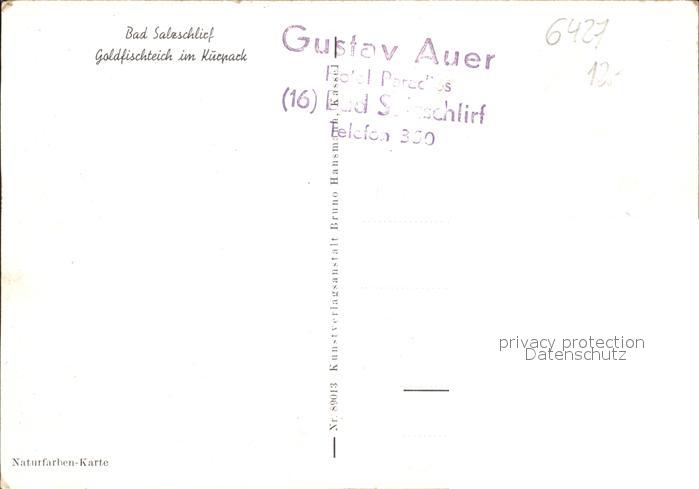 Bad Salzschlirf
Goldfischteich im Kurpark
Gustav Auer
Hotel Paradies
(16) Bad Salzschlirf
Telefon 350
6427
12.-
Nr. 89013 Kunstverlagsanstalt Bruno Hansmann, Kassel
privacy protection
Datenschutz
Naturfarben-Karte